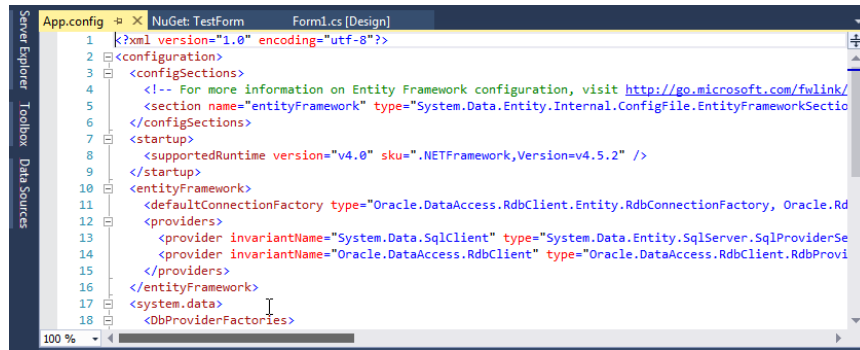 Server Explorer
Toolbox
Data Sources
App.config
NuGet: TestForm
Form1.cs [Design]
1 <?xml version="1.0" encoding="utf-8"?>
2 <configuration>
3 <configSections>
4 <!-- For more information on Entity Framework configuration, visit http://go.microsoft.com/fwlink/
5 <section name="entityFramework" type="System.Data.Entity.Internal.ConfigFile.EntityFrameworkSectio
6 </configSections>
7 <startup>
8 <supportedRuntime version="v4.0" sku=".NETFramework,Version=v4.5.2" />
9 </startup>
10 <entityFramework>
11 <defaultConnectionFactory type="Oracle.DataAccess.RdbClient.Entity.RdbConnectionFactory, Oracle.Rd
12 <providers>
13 <provider invariantName="System.Data.SqlClient" type="System.Data.Entity.SqlServer.SqlProviderSe
14 <provider invariantName="Oracle.DataAccess.RdbClient" type="Oracle.DataAccess.RdbClient.RdbProvi
15 </providers>
16 </entityFramework>
17 <system.data>
18 <DbProviderFactories>
100 %